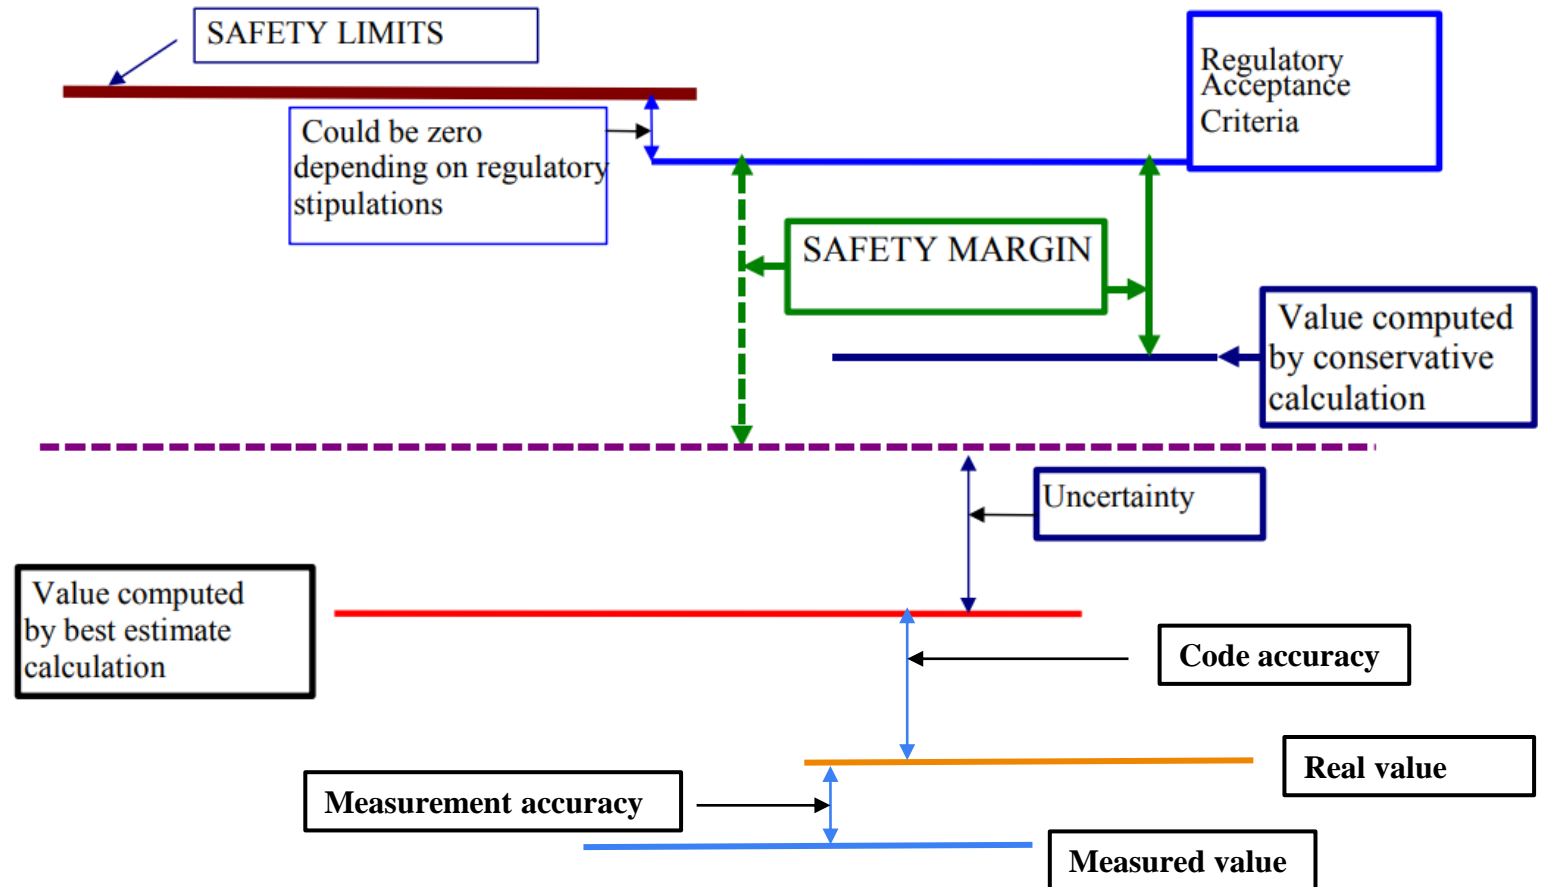 SAFETY LIMITS
Regulatory
Acceptance
Criteria
Could be zero
depending on regulatory
stipulations
SAFETY MARGIN
Value computed
by conservative
calculation
Uncertainty
Value computed
by best estimate
calculation
Code accuracy
Real value
Measurement accuracy
Measured value